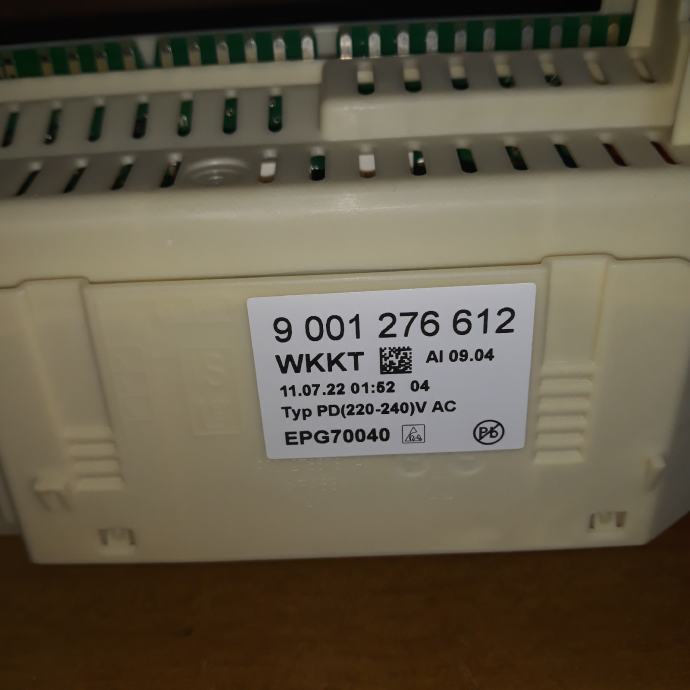 9 001 276 612
WKKT AI 09.04
11.07.22 01:52 04
Typ PD(220-240)V AC
EPG70040 Pb